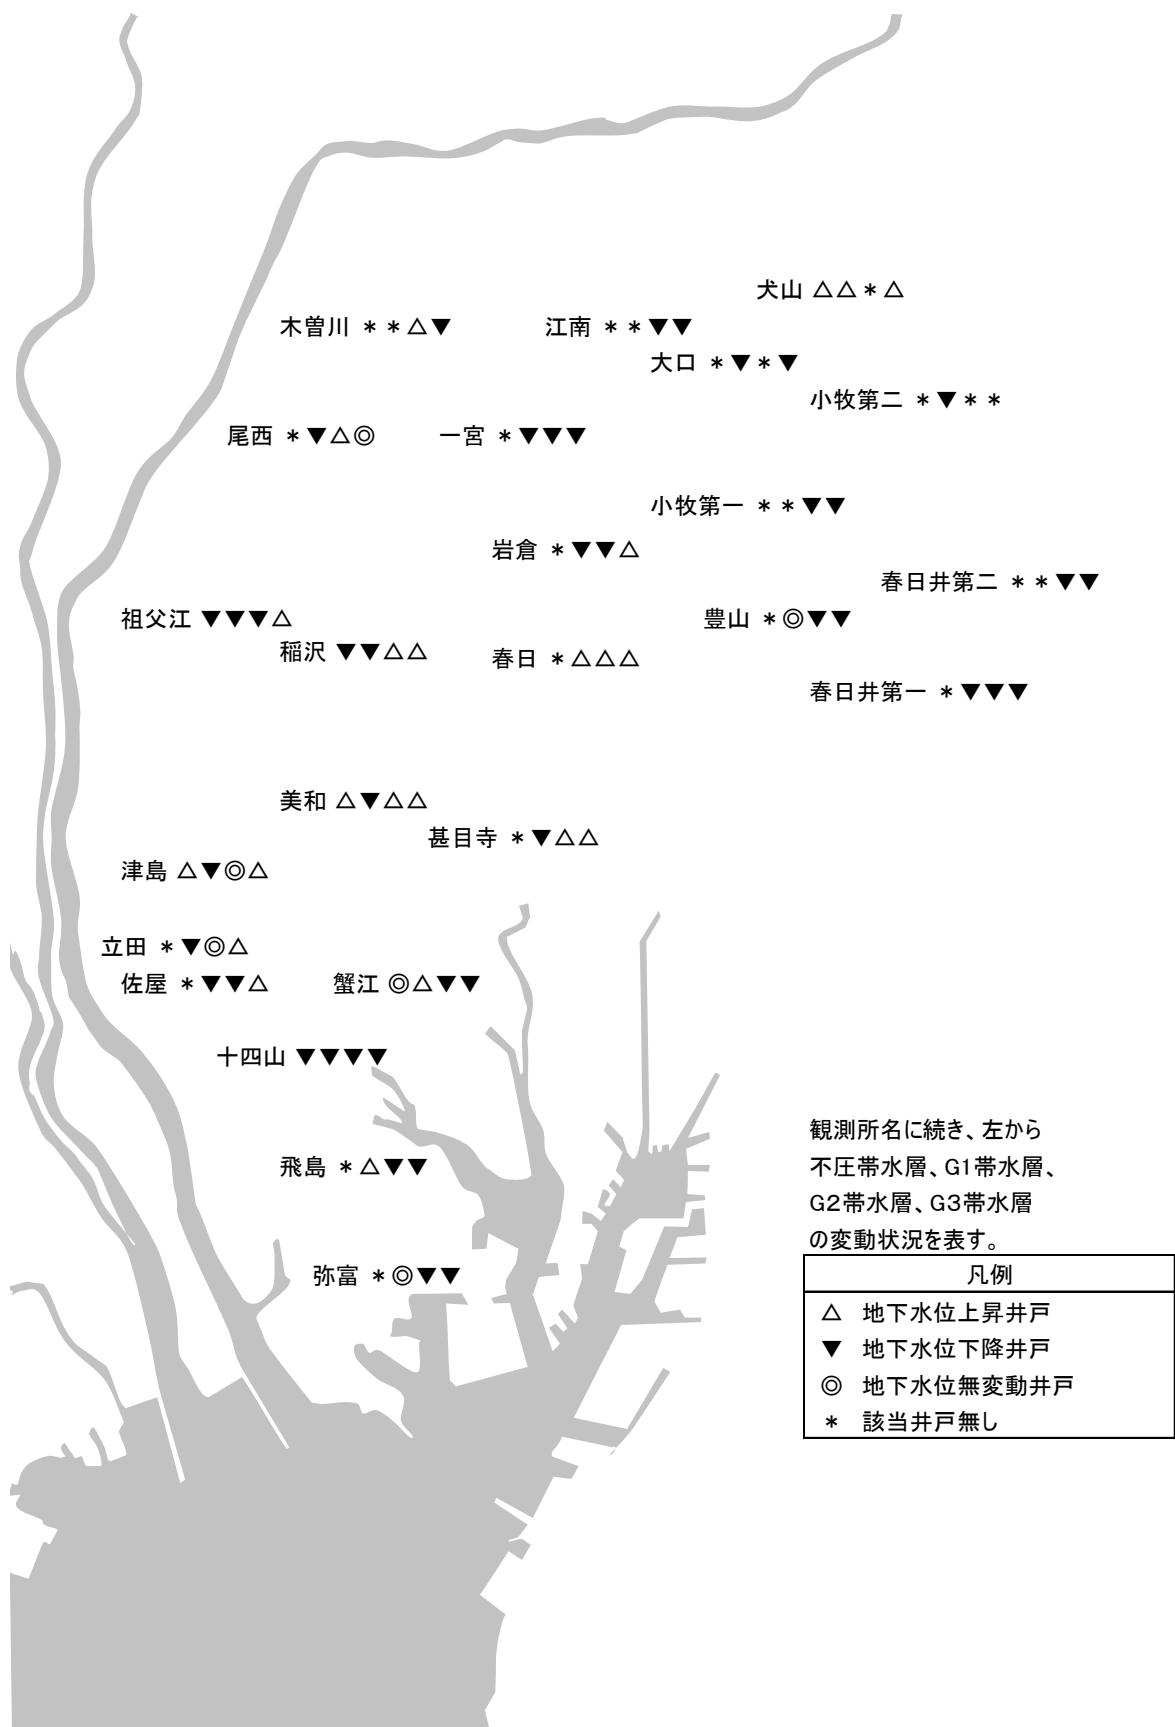 犬山 △△＊△
木曽川 ＊＊△▼
江南 ＊＊▼▼
大口 ＊▼＊▼
小牧第二 ＊▼＊＊
尾西 ＊▼△◎
一宮 ＊▼▼▼
小牧第一 ＊＊▼▼
岩倉 ＊▼▼△
春日井第二 ＊＊▼▼
祖父江 ▼▼▼△
豊山 ＊◎▼▼
稲沢 ▼▼△△
春日 ＊△△△
春日井第一 ＊▼▼▼
美和 △▼△△
甚目寺 ＊▼△△
津島 △▼◎△
立田 ＊▼◎△
佐屋 ＊▼▼△
蟹江 ◎△▼▼
十四山 ▼▼▼▼
飛島 ＊△▼▼
弥富 ＊◎▼▼
観測所名に続き、左から
不圧帯水層、G1帯水層、
G2帯水層、G3帯水層
の変動状況を表す。
凡例
△ 地下水位上昇井戸
▼ 地下水位下降井戸
◎ 地下水位無変動井戸
＊ 該当井戸無し